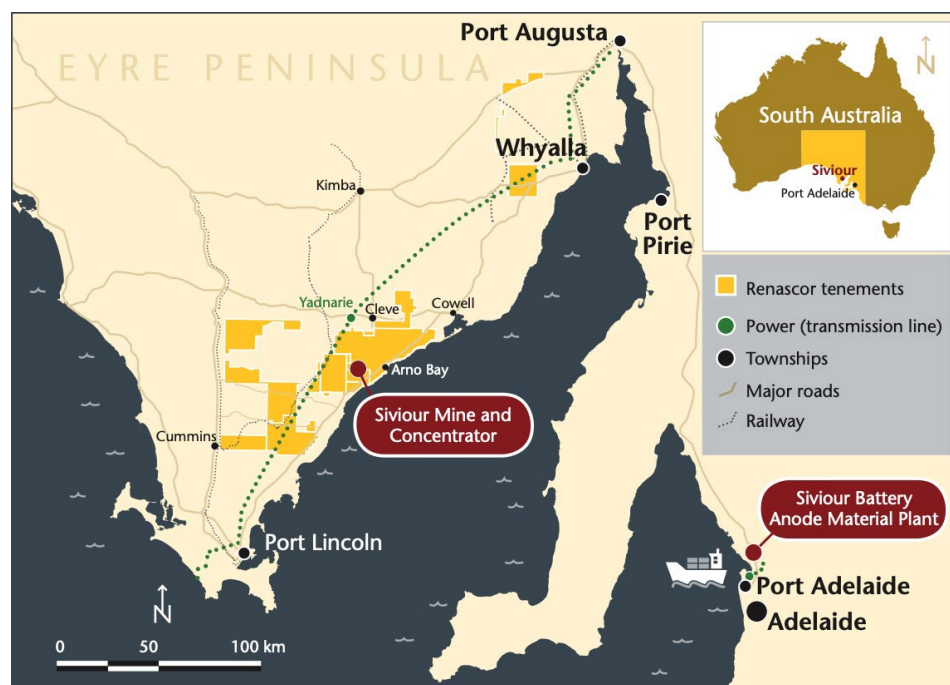 EYRE PENINSULA
Port Augusta
Whyalla
Kimba
Port
Pirie
Yadnarie
Cleve
Cowell
Arno Bay
Siviour Mine and
Concentrator
Cummins
Port Lincoln
N
0 50 100 km
N
South Australia
Siviour
Port Adelaide
Renascor tenements
Power (transmission line)
Townships
Major roads
Railway
Siviour Battery
Anode Material Plant
Port Adelaide
Adelaide